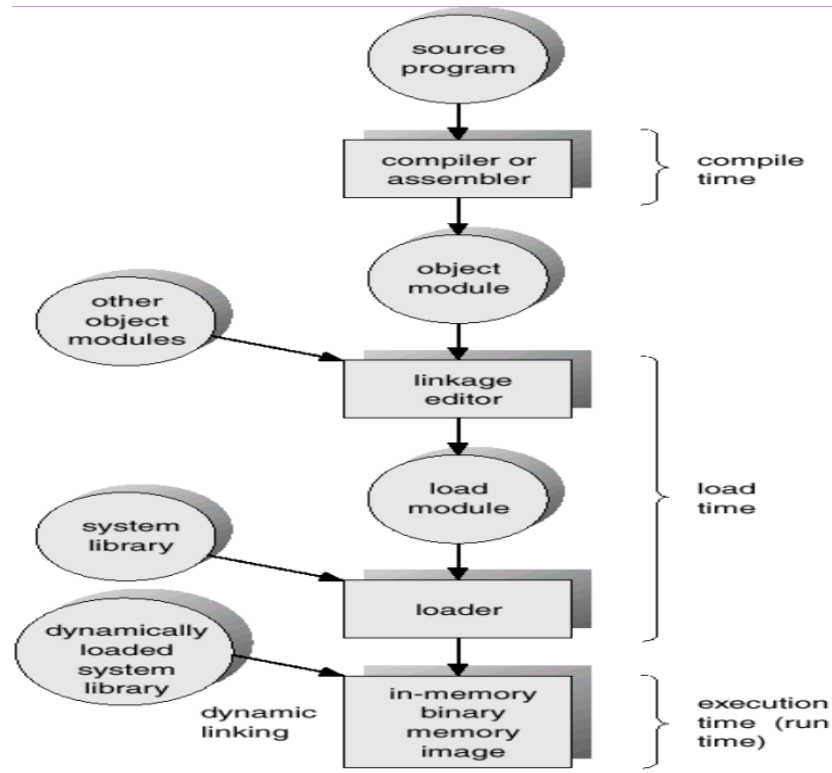 source
program
compiler or
assembler
compile
time
object
module
other
object
modules
linkage
editor
load
module
load
time
system
library
loader
dynamically
loaded
system
library
dynamic
linking
in-memory
binary
memory
image
execution
time (run
time)